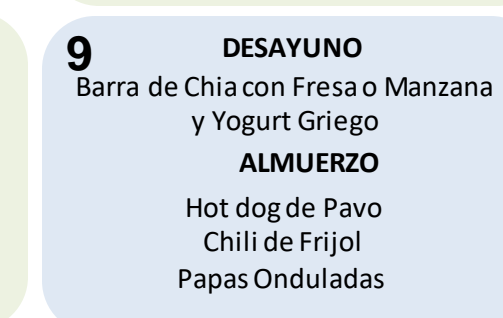 9
DESAYUNO
Barra de Chia con Fresa o Manzana
y Yogurt Griego
ALMUERZO
Hot dog de Pavo
Chili de Frijol
Papas Onduladas